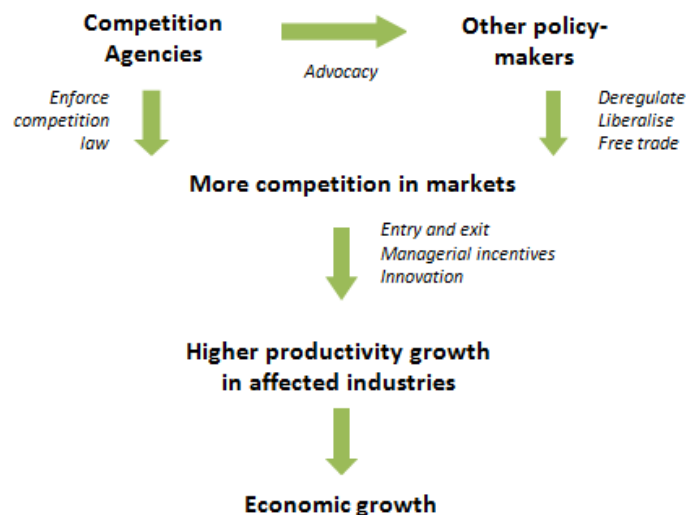 Competition
Agencies
Advocacy
Other policy-
makers
Enforce
competition
law
Deregulate
Liberalise
Free trade
More competition in markets
Entry and exit
Managerial incentives
Innovation
Higher productivity growth
in affected industries
Economic growth